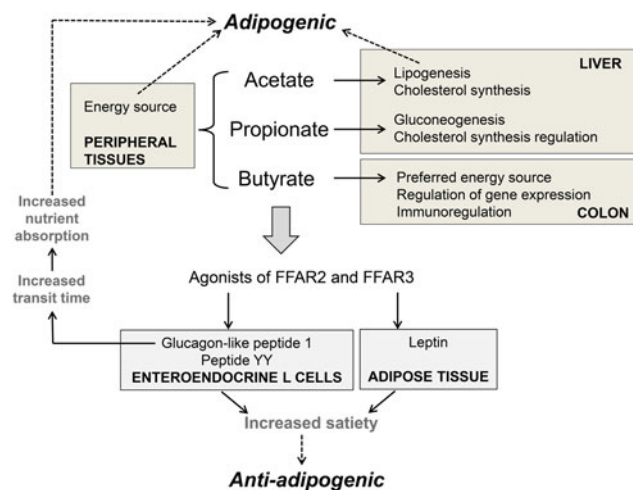 Adipogenic
LIVER
Acetate
Lipogenesis
Cholesterol synthesis
Energy source
PERIPHERAL
TISSUES
Propionate
Gluconeogenesis
Cholesterol synthesis regulation
Butyrate
Preferred energy source
Regulation of gene expression
Immunoregulation
COLON
Increased
nutrient
absorption
Increased
transit time
Agonists of FFAR2 and FFAR3
Glucagon-like peptide 1
Peptide YY
ENTEROENDOCRINE L CELLS
Leptin
ADIPOSE TISSUE
Increased satiety
Anti-adipogenic